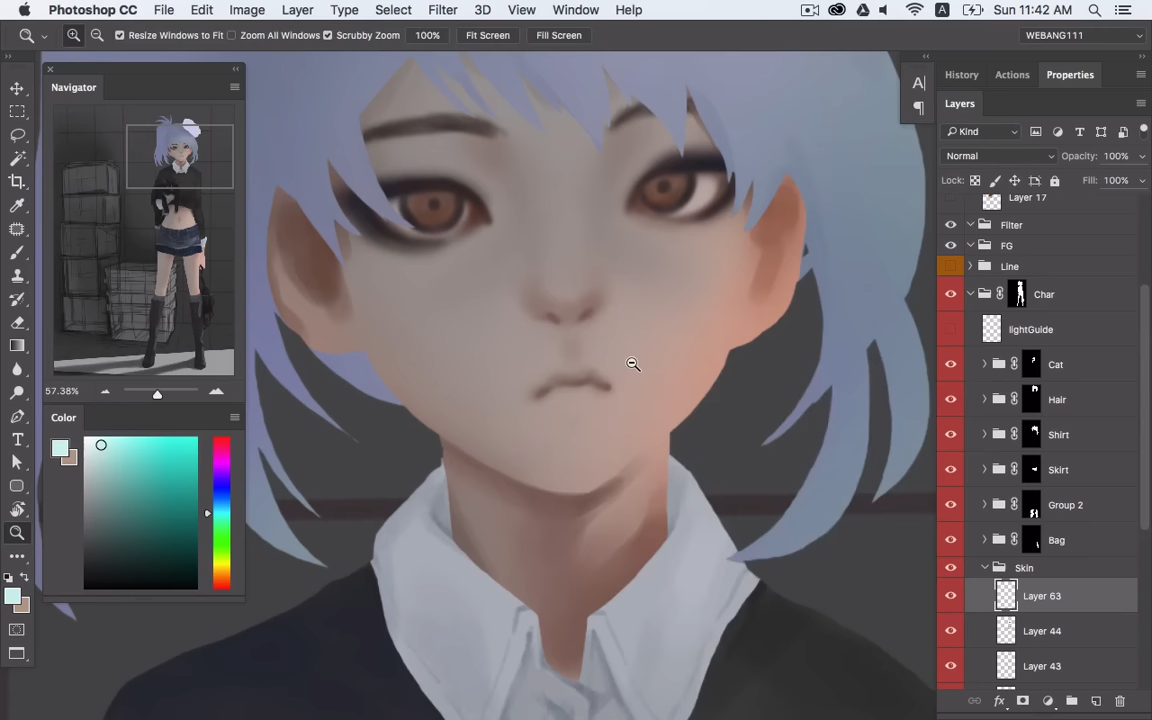 Photoshop CC File Edit Image Layer Type Select Filter 3D View Window Help A Sun 11:42 AM
Resize Windows to Fit Zoom All Windows Scrubby Zoom 100% Fit Screen Fill Screen WEBANG111
Navigator
57.38%
Color
A
History Actions Properties
Layers
Kind
Normal Opacity: 100%
Lock: Fill: 100%
Layer 17
Filter
FG
Line
Char
lightGuide
Cat
Hair
Shirt
Skirt
Group 2
Bag
Skin
Layer 63
Layer 44
Layer 43
fx